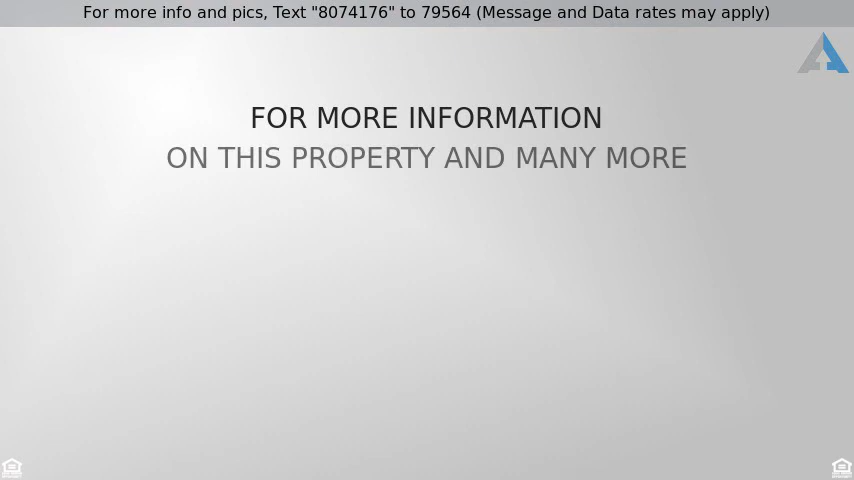 For more info and pics, Text "8074176" to 79564 (Message and Data rates may apply)
FOR MORE INFORMATION
ON THIS PROPERTY AND MANY MORE